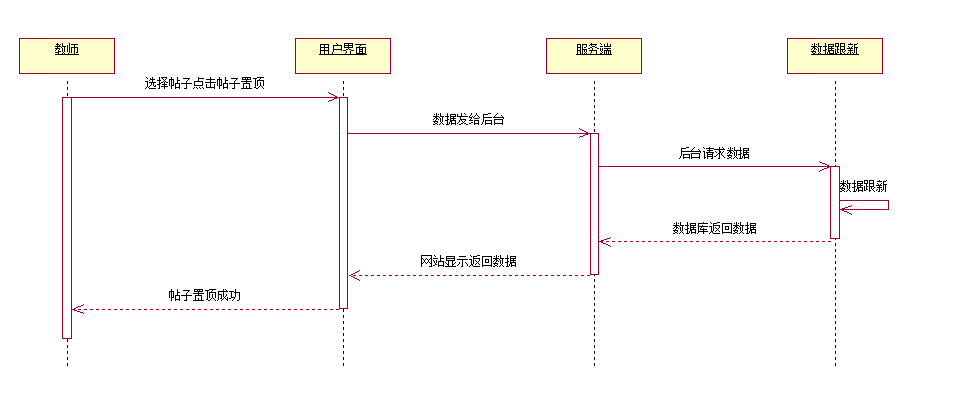 教师
用户界面
服务端
数据跟新
选择帖子点击帖子置顶
数据发给后台
后台请求数据
数据跟新
数据库返回数据
网站显示返回数据
帖子置顶成功